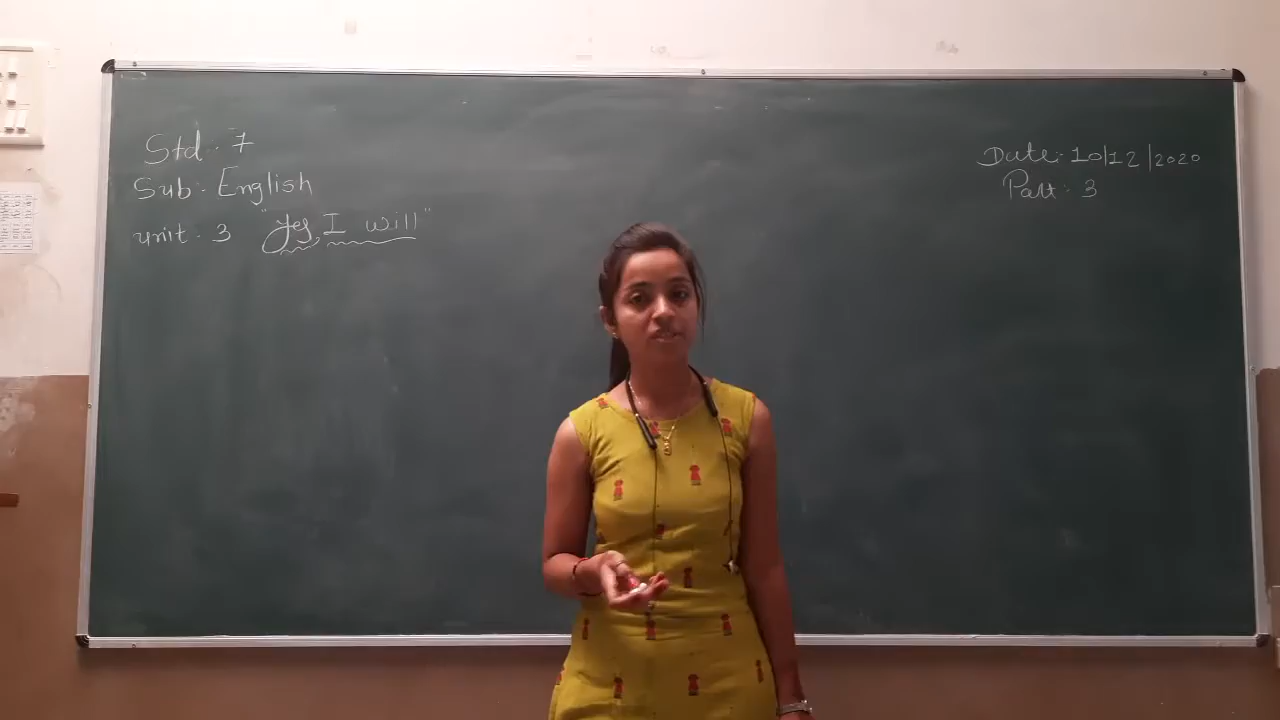 Std. 7
Sub:- English
unit. 3 "Yes, I will"
Date:- 10/12/2020
Part: 3